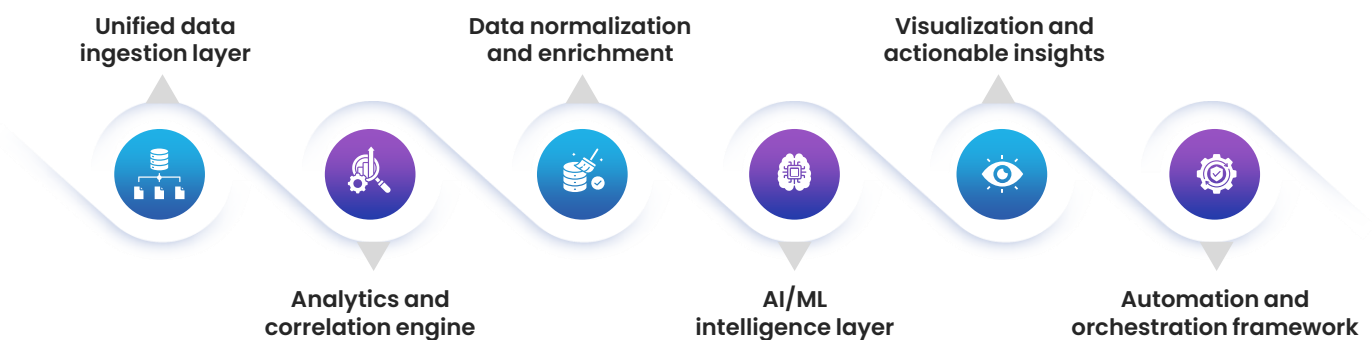 Unified data
ingestion layer
Analytics and
correlation engine
Data normalization
and enrichment
AI/ML
intelligence layer
Visualization and
actionable insights
Automation and
orchestration framework